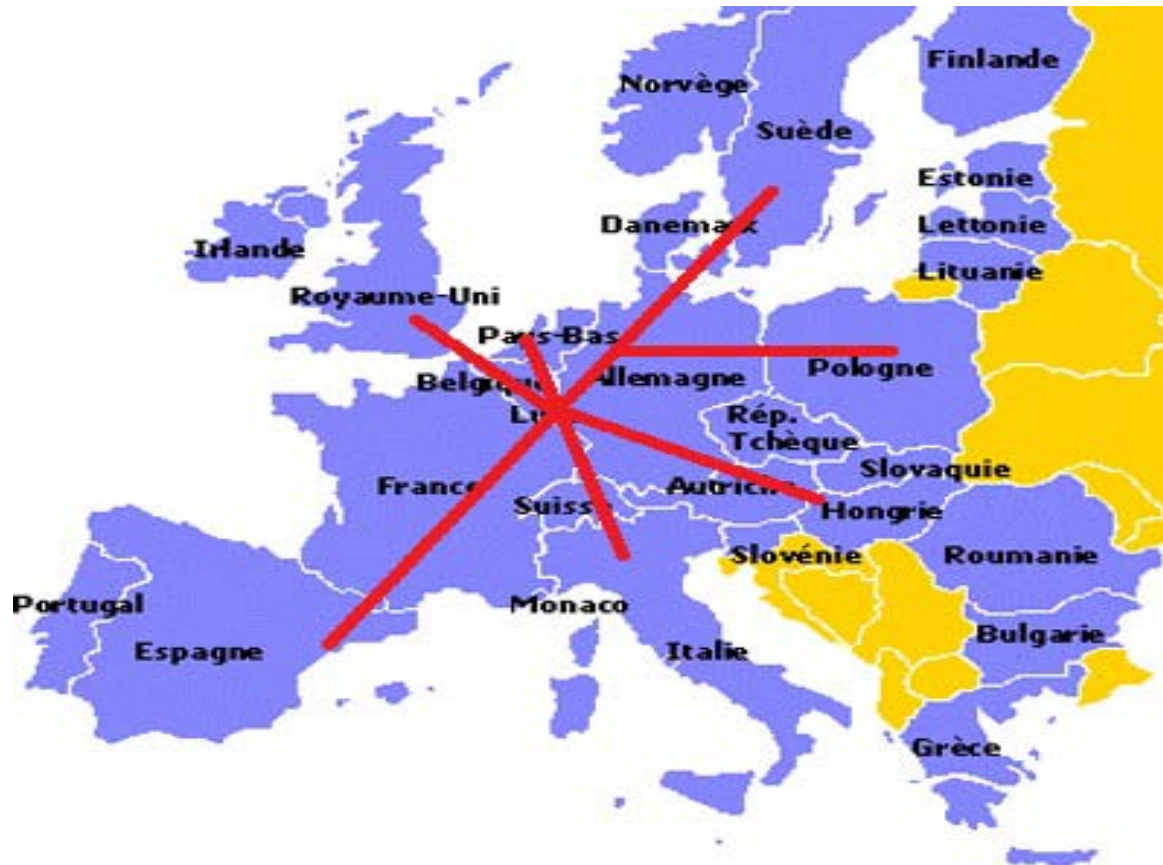 Finlande
Norvège
Suède
Estonie
Danemark
Lettonie
Irlande
Lituanie
Royaume-Uni
Pays-Bas
Pologne
Belgique
Allemagne
Rép.
Tchèque
Slovaquie
France
Autriche
Suisse
Hongrie
Slovénie
Roumanie
Portugal
Monaco
Bulgarie
Espagne
Italie
Grèce